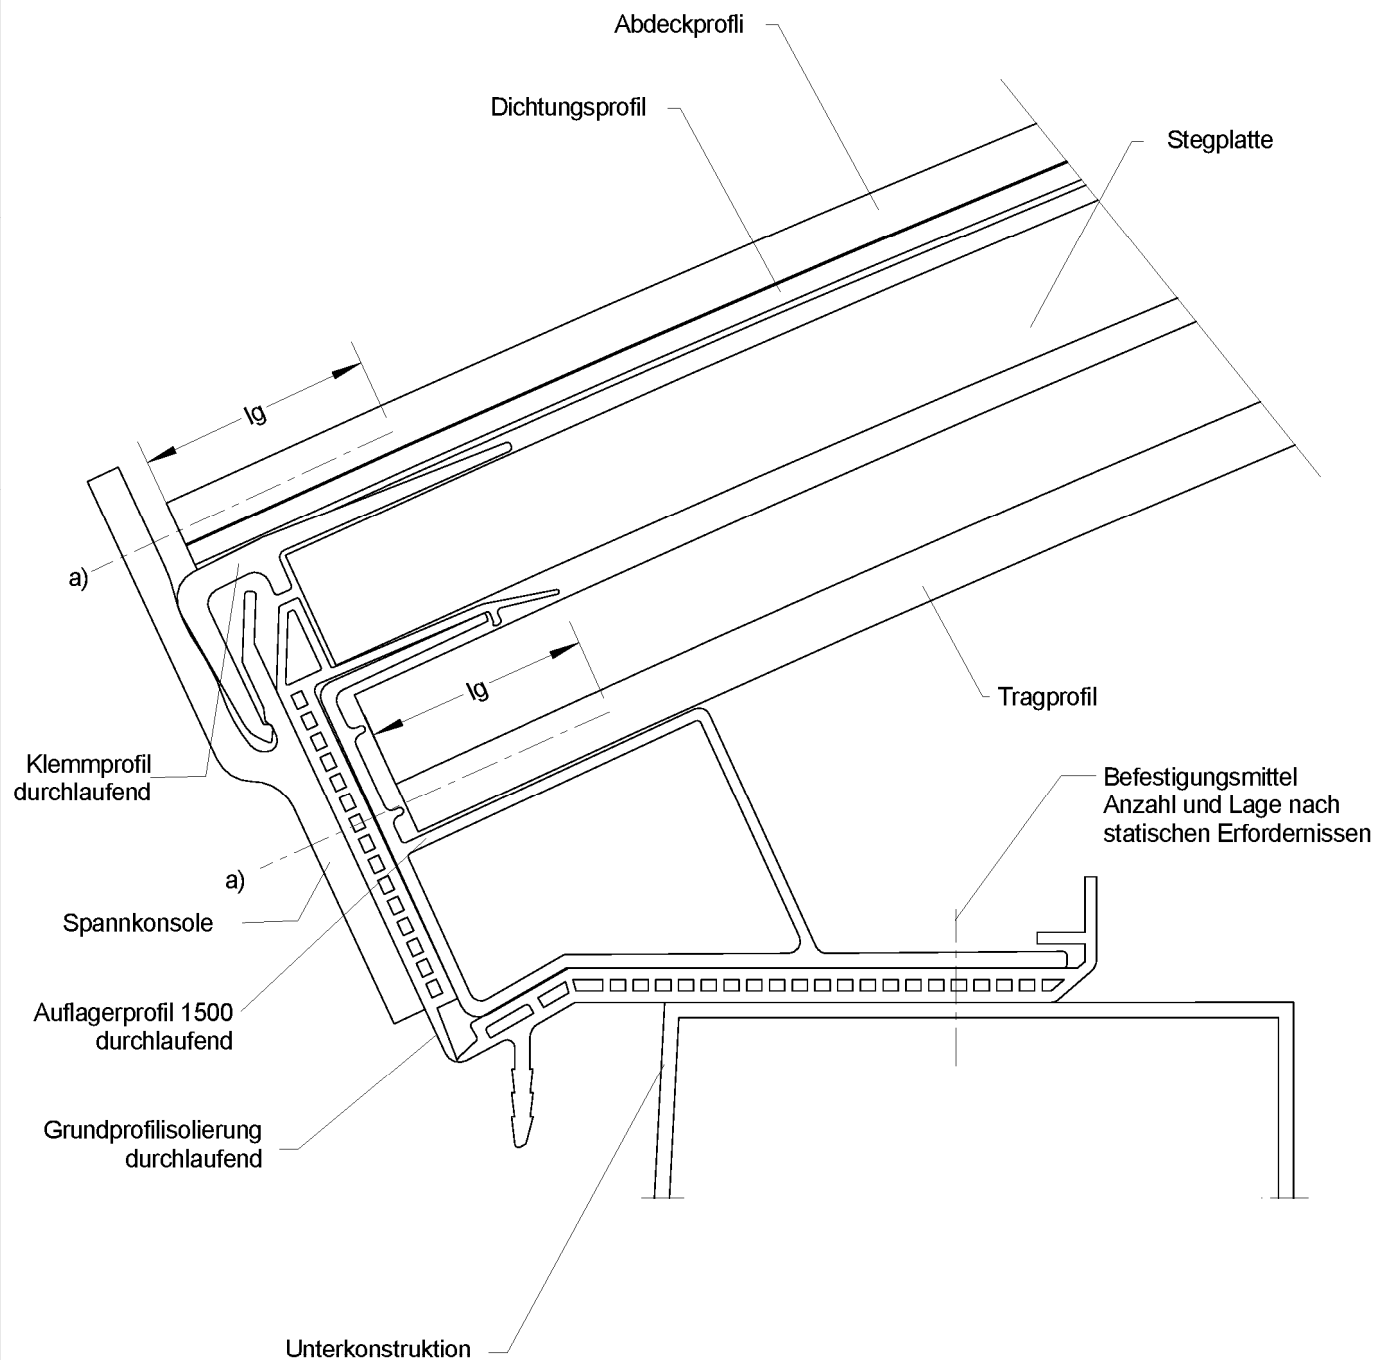 Abdeckprofli
Dichtungsprofil
Stegplatte
lg
a)
lg
Tragprofil
Klemmprofil
durchlaufend
Befestigungsmittel
Anzahl und Lage nach
statischen Erfordernissen
a)
Spannkonsole
Auflagerprofil 1500
durchlaufend
Grundprofilisolierung
durchlaufend
Unterkonstruktion